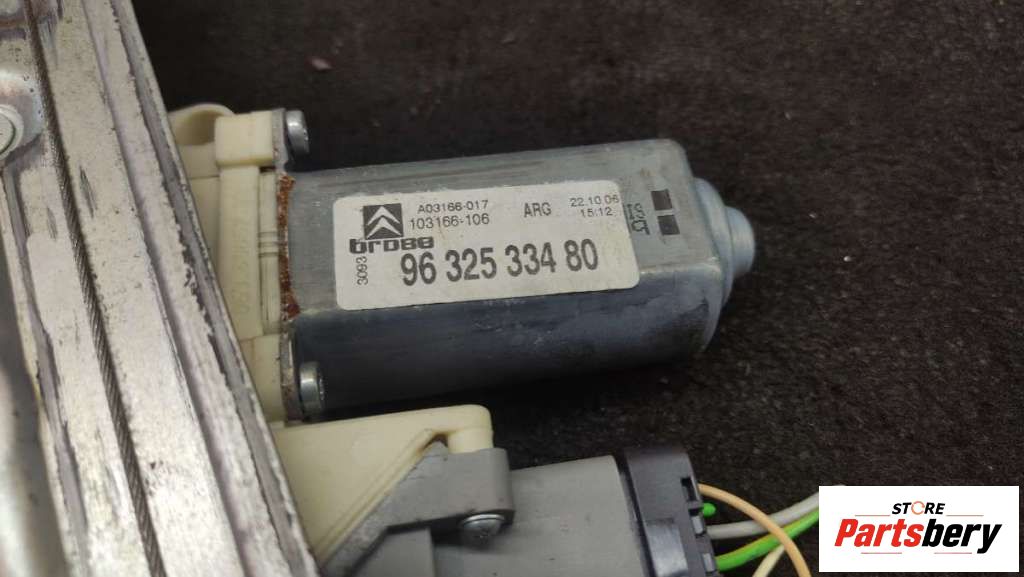 A03166-017
103166-106
ARG
22.10.06
15:12
brose
3093
96 325 334 80
STORE
Partsbery